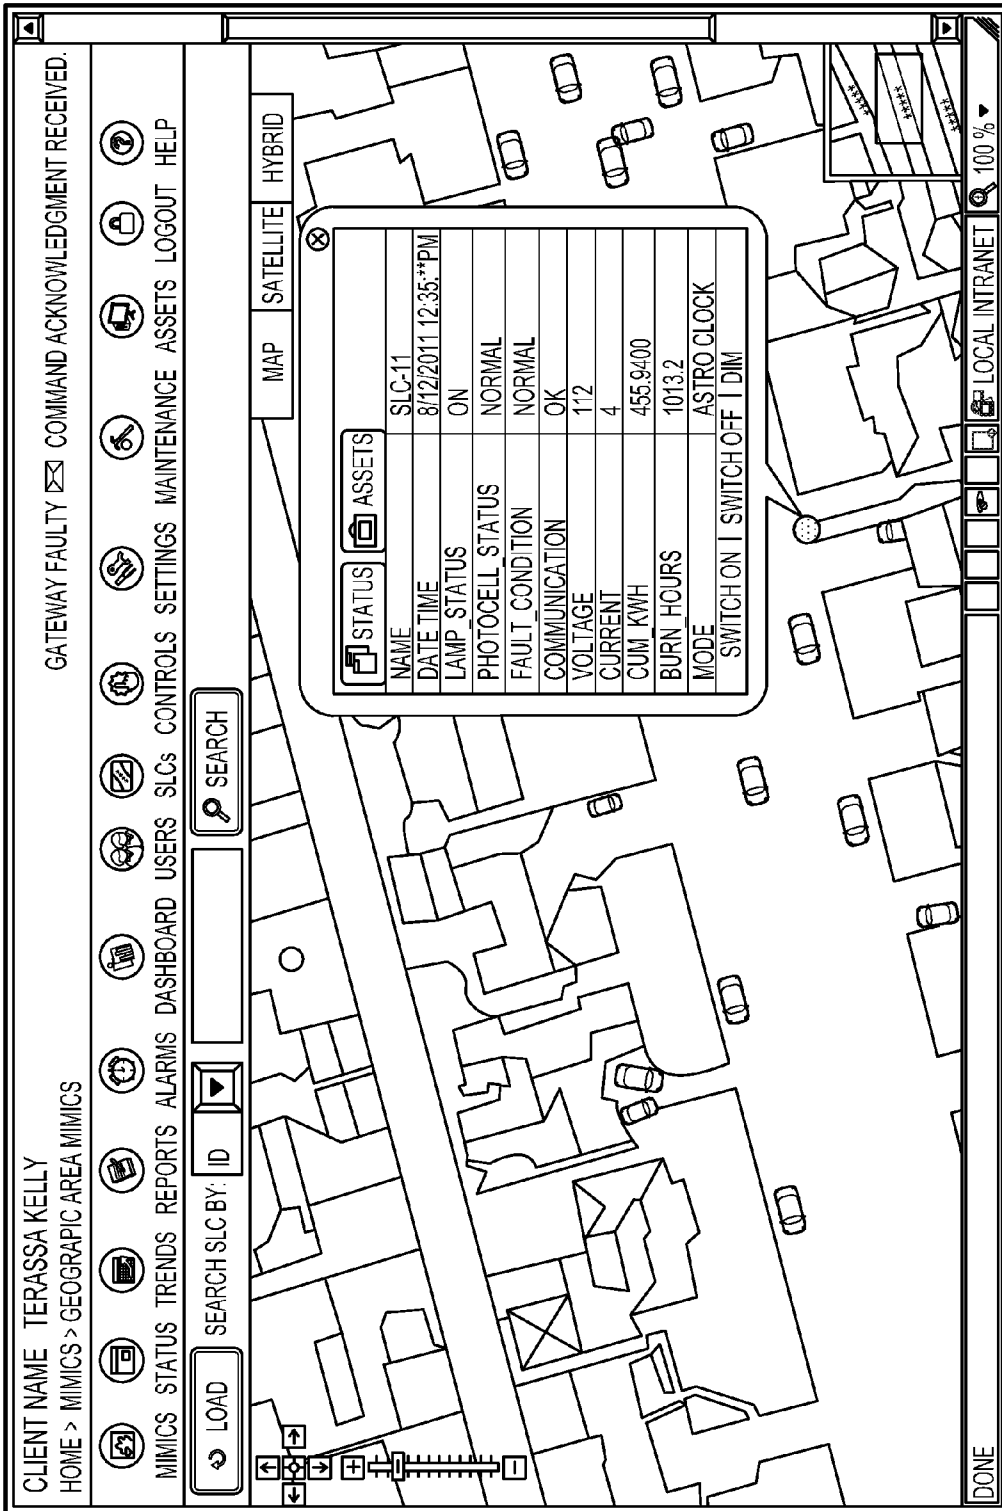 CLIENT NAME TERASSA KELLY
GATEWAY FAULTY COMMAND ACKNOWLEDGMENT RECEIVED.
HOME > MIMICS > GEOGRAPIC AREA MIMICS
MIMICS STATUS TRENDS REPORTS ALARMS DASHBOARD USERS SLCs CONTROLS SETTINGS MAINTENANCE ASSETS LOGOUT HELP
LOAD SEARCH SLC BY: ID SEARCH
MAP SATELLITE HYBRID
STATUS ASSETS
NAME SLC-11
DATE TIME 8/12/2011 12:35:**PM
LAMP_STATUS ON
PHOTOCELL_STATUS NORMAL
FAULT_CONDITION NORMAL
COMMUNICATION OK
VOLTAGE 112
CURRENT 4
CUM_KWH 455.9400
BURN_HOURS 1013.2
MODE ASTRO CLOCK
SWITCH ON | SWITCH OFF | DIM
*****
*****
*****
DONE LOCAL INTRANET 100 %